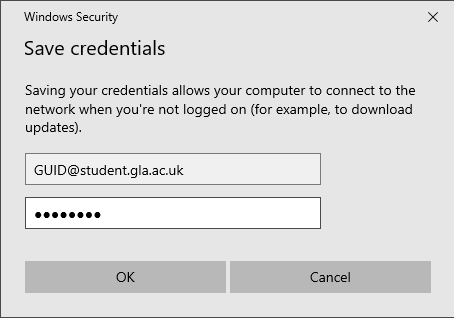 Windows Security
Save credentials
Saving your credentials allows your computer to connect to the
network when you're not logged on (for example, to download
updates).
GUID@student.gla.ac.uk
●●●●●●●●
OK
Cancel